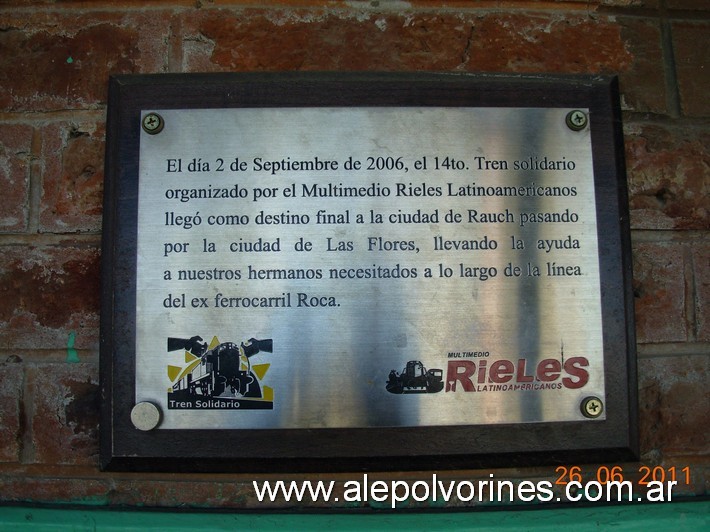 El día 2 de Septiembre de 2006, el 14to. Tren solidario
organizado por el Multimedio Rieles Latinoamericanos
llegó como destino final a la ciudad de Rauch pasando
por la ciudad de Las Flores, llevando la ayuda
a nuestros hermanos necesitados a lo largo de la línea
del ex ferrocarril Roca.
Tren Solidario
MULTIMEDIO
RieleS
LATINOAMERICANOS
26 06 2011
www.alepolvorines.com.ar